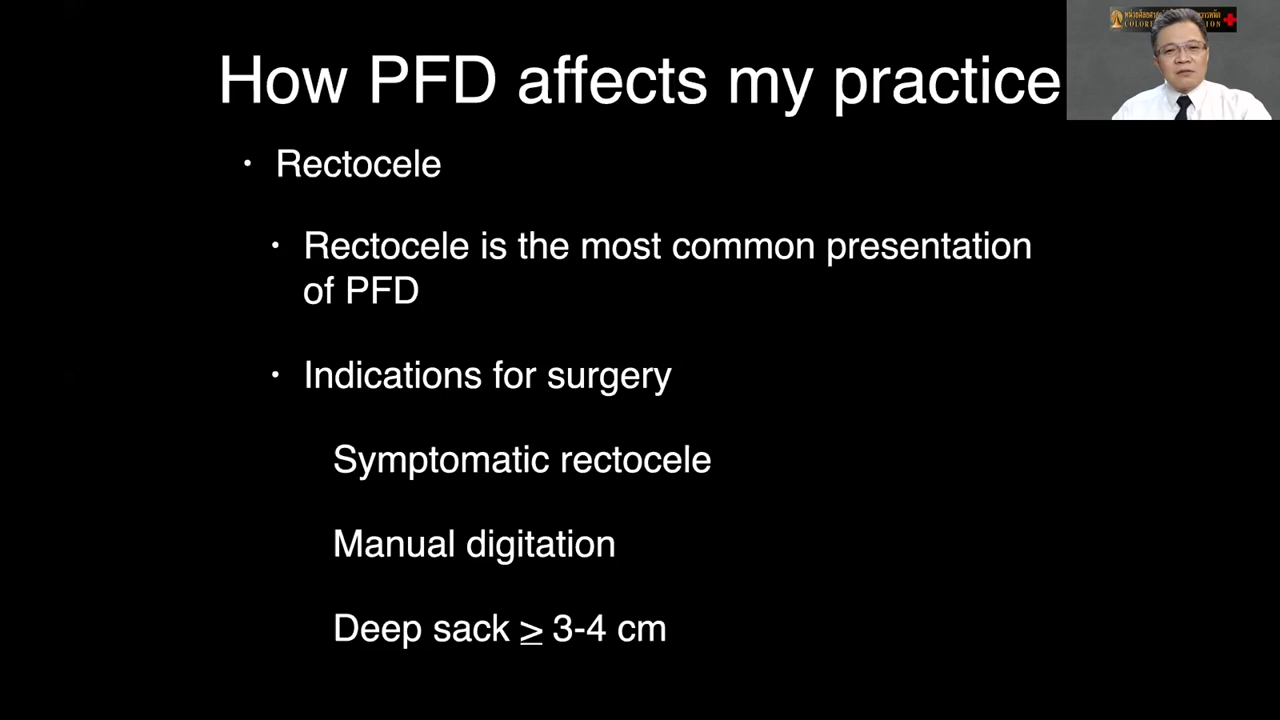 How PFD affects my practice
• Rectocele
• Rectocele is the most common presentation
of PFD
• Indications for surgery
Symptomatic rectocele
Manual digitation
Deep sack ≥ 3-4 cm